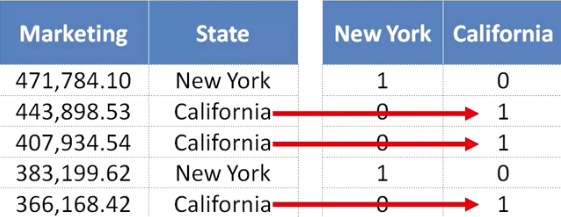 Marketing State New York California
471,784.10 New York 1 0
443,898.53 California 0 1
407,934.54 California 0 1
383,199.62 New York 1 0
366,168.42 California 0 1